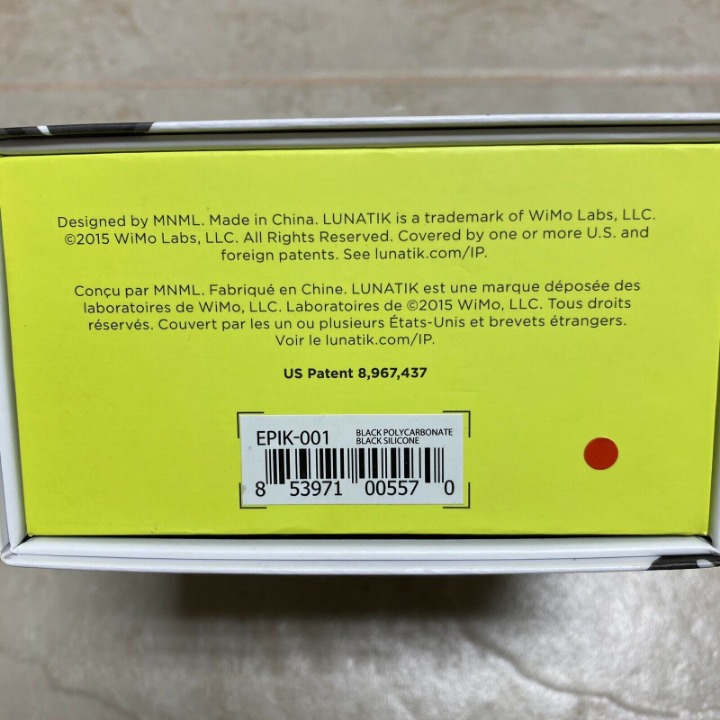 Designed by MNML. Made in China. LUNATIK is a trademark of WiMo Labs, LLC.
©2015 WiMo Labs, LLC. All Rights Reserved. Covered by one or more U.S. and
foreign patents. See lunatik.com/IP.
Conçu par MNML. Fabriqué en Chine. LUNATIK est une marque déposée des
laboratoires de WiMo, LLC. Laboratoires de ©2015 WiMo, LLC. Tous droits
réservés. Couvert par les un ou plusieurs États-Unis et brevets étrangers.
Voir le lunatik.com/IP.
US Patent 8,967,437
EPIK-001
BLACK POLYCARBONATE
BLACK SILICONE
8 53971 00557 0